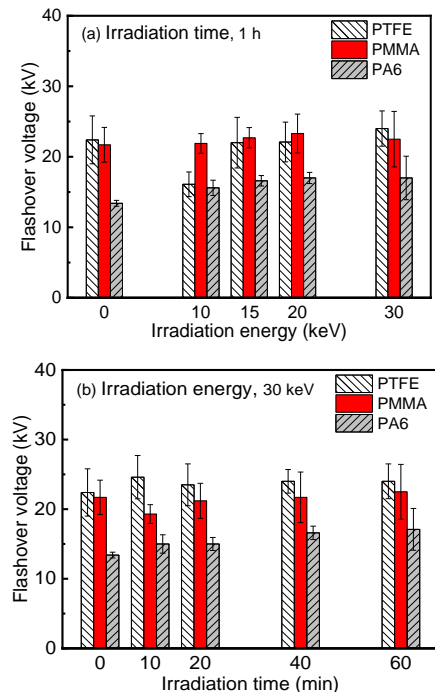 (a) Irradiation time, 1 h
PTFE
PMMA
PA6
Flashover voltage (kV)
40
30
20
10
0
0 10 15 20 30
Irradiation energy (keV)
(b) Irradiation energy, 30 keV
PTFE
PMMA
PA6
Flashover voltage (kV)
40
20
0
0 10 20 40 60
Irradiation time (min)